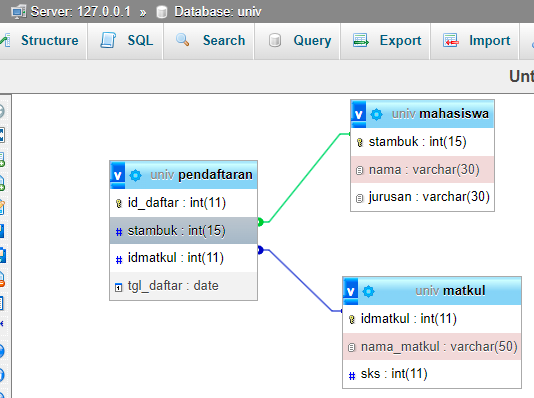 Server: 127.0.0.1 » Database: univ
Structure SQL Search Query Export Import
univ mahasiswa
stambuk : int(15)
nama : varchar(30)
jurusan : varchar(30)
v univ pendaftaran
id_daftar : int(11)
# stambuk : int(15)
# idmatkul : int(11)
tgl_daftar : date
v univ matkul
idmatkul : int(11)
nama_matkul : varchar(50)
# sks : int(11)